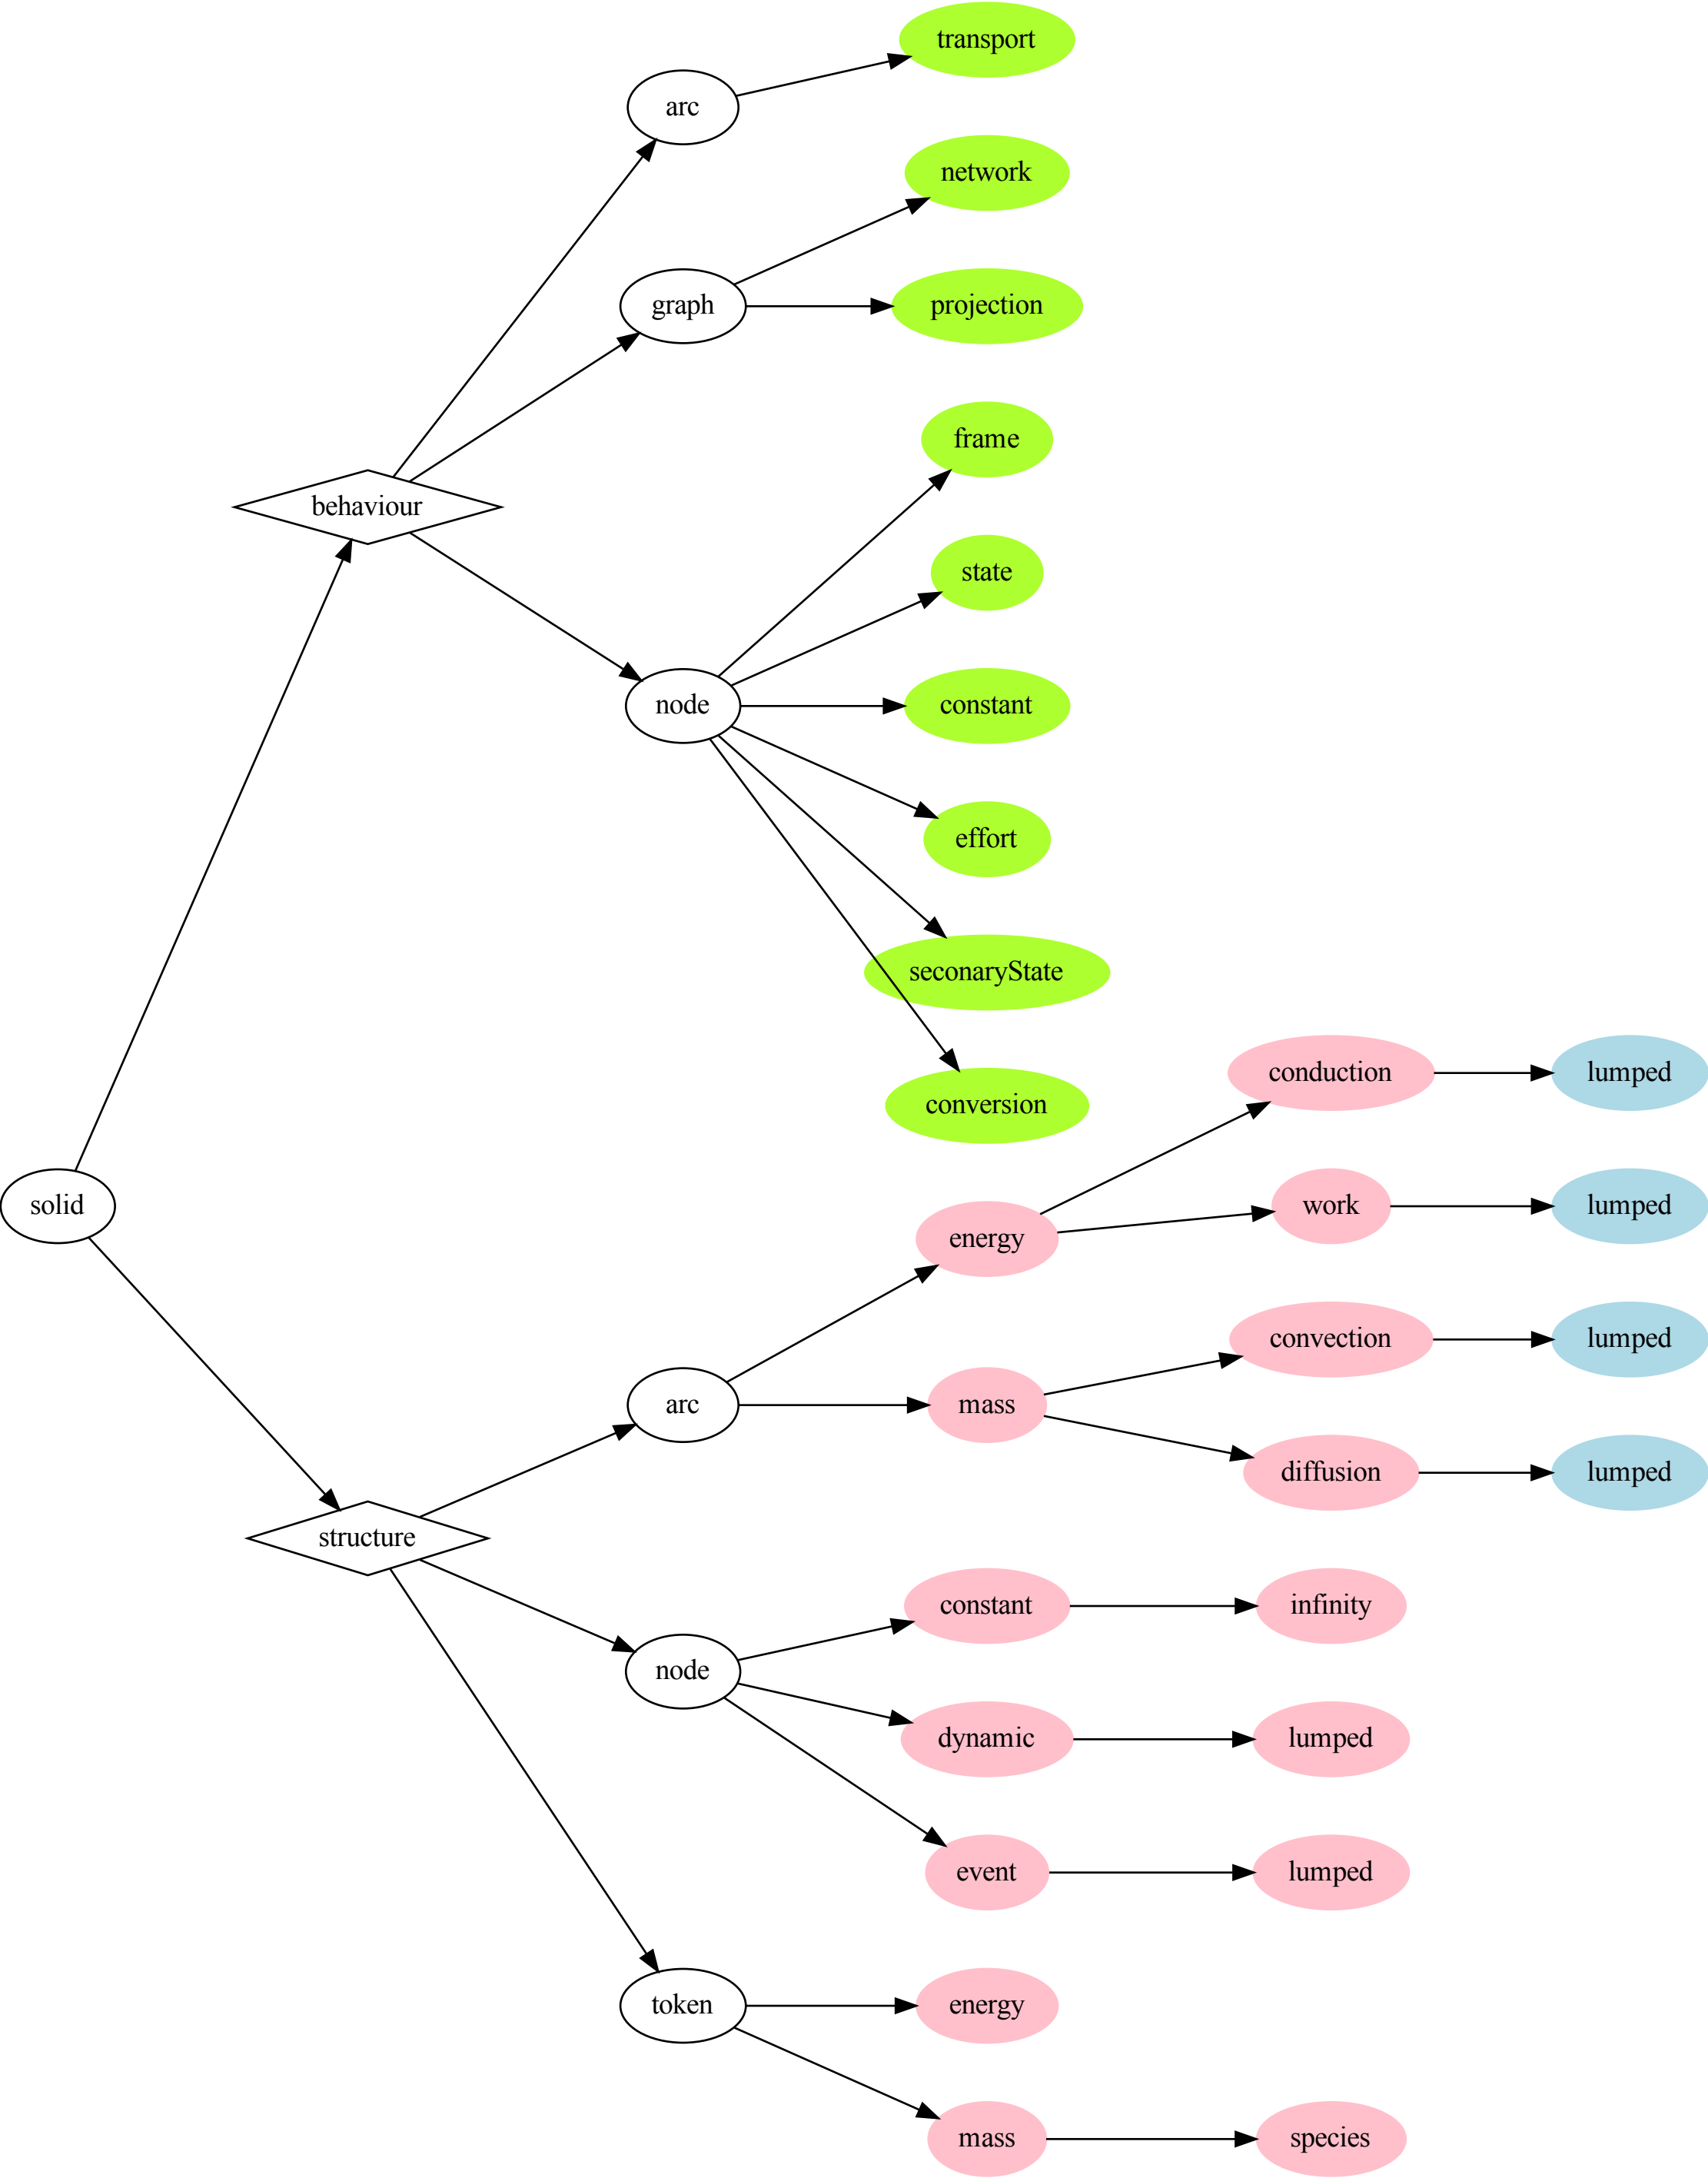 transport
arc
network
graph
projection
frame
behaviour
state
node
constant
effort
seconaryState
conduction
lumped
conversion
solid
work
lumped
energy
convection
lumped
arc
mass
diffusion
lumped
structure
constant
infinity
node
dynamic
lumped
event
lumped
token
energy
mass
species